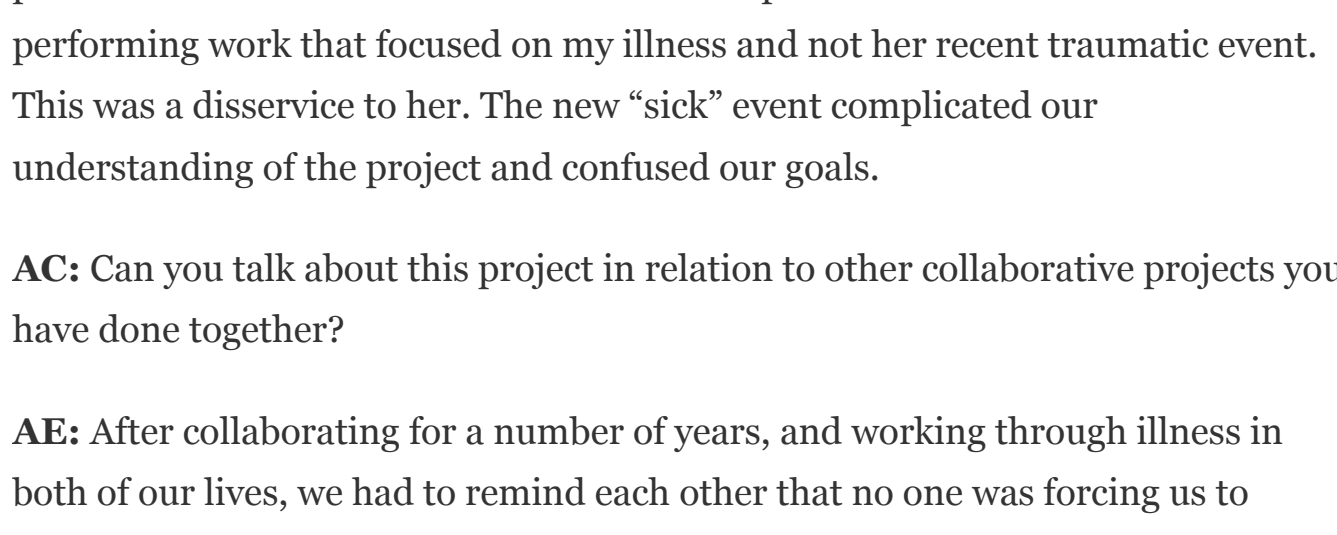 performing work that focused on my illness and not her recent traumatic event.
This was a disservice to her. The new “sick” event complicated our
understanding of the project and confused our goals.
AC: Can you talk about this project in relation to other collaborative projects you
have done together?
AE: After collaborating for a number of years, and working through illness in
both of our lives, we had to remind each other that no one was forcing us to